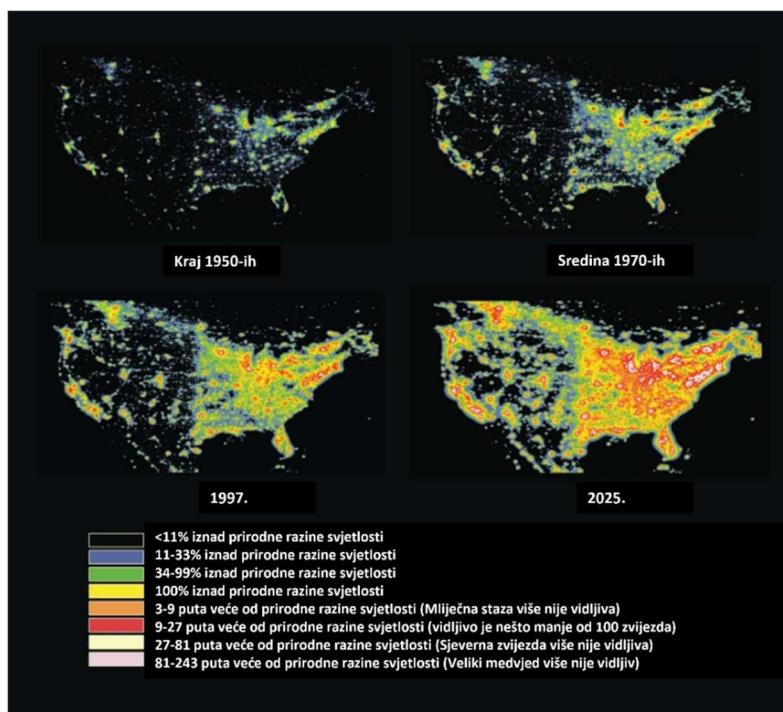 Kraj 1950-ih
Sredina 1970-ih
1997.
2025.
<11% iznad prirodne razine svjetlosti
11-33% iznad prirodne razine svjetlosti
34-99% iznad prirodne razine svjetlosti
100% iznad prirodne razine svjetlosti
3-9 puta veće od prirodne razine svjetlosti (Mliječna staza više nije vidljiva)
9-27 puta veće od prirodne razine svjetlosti (vidljivo je nešto manje od 100 zvijezda)
27-81 puta veće od prirodne razine svjetlosti (Sjeverna zvijezda više nije vidljiva)
81-243 puta veće od prirodne razine svjetlosti (Veliki medvjed više nije vidljiv)